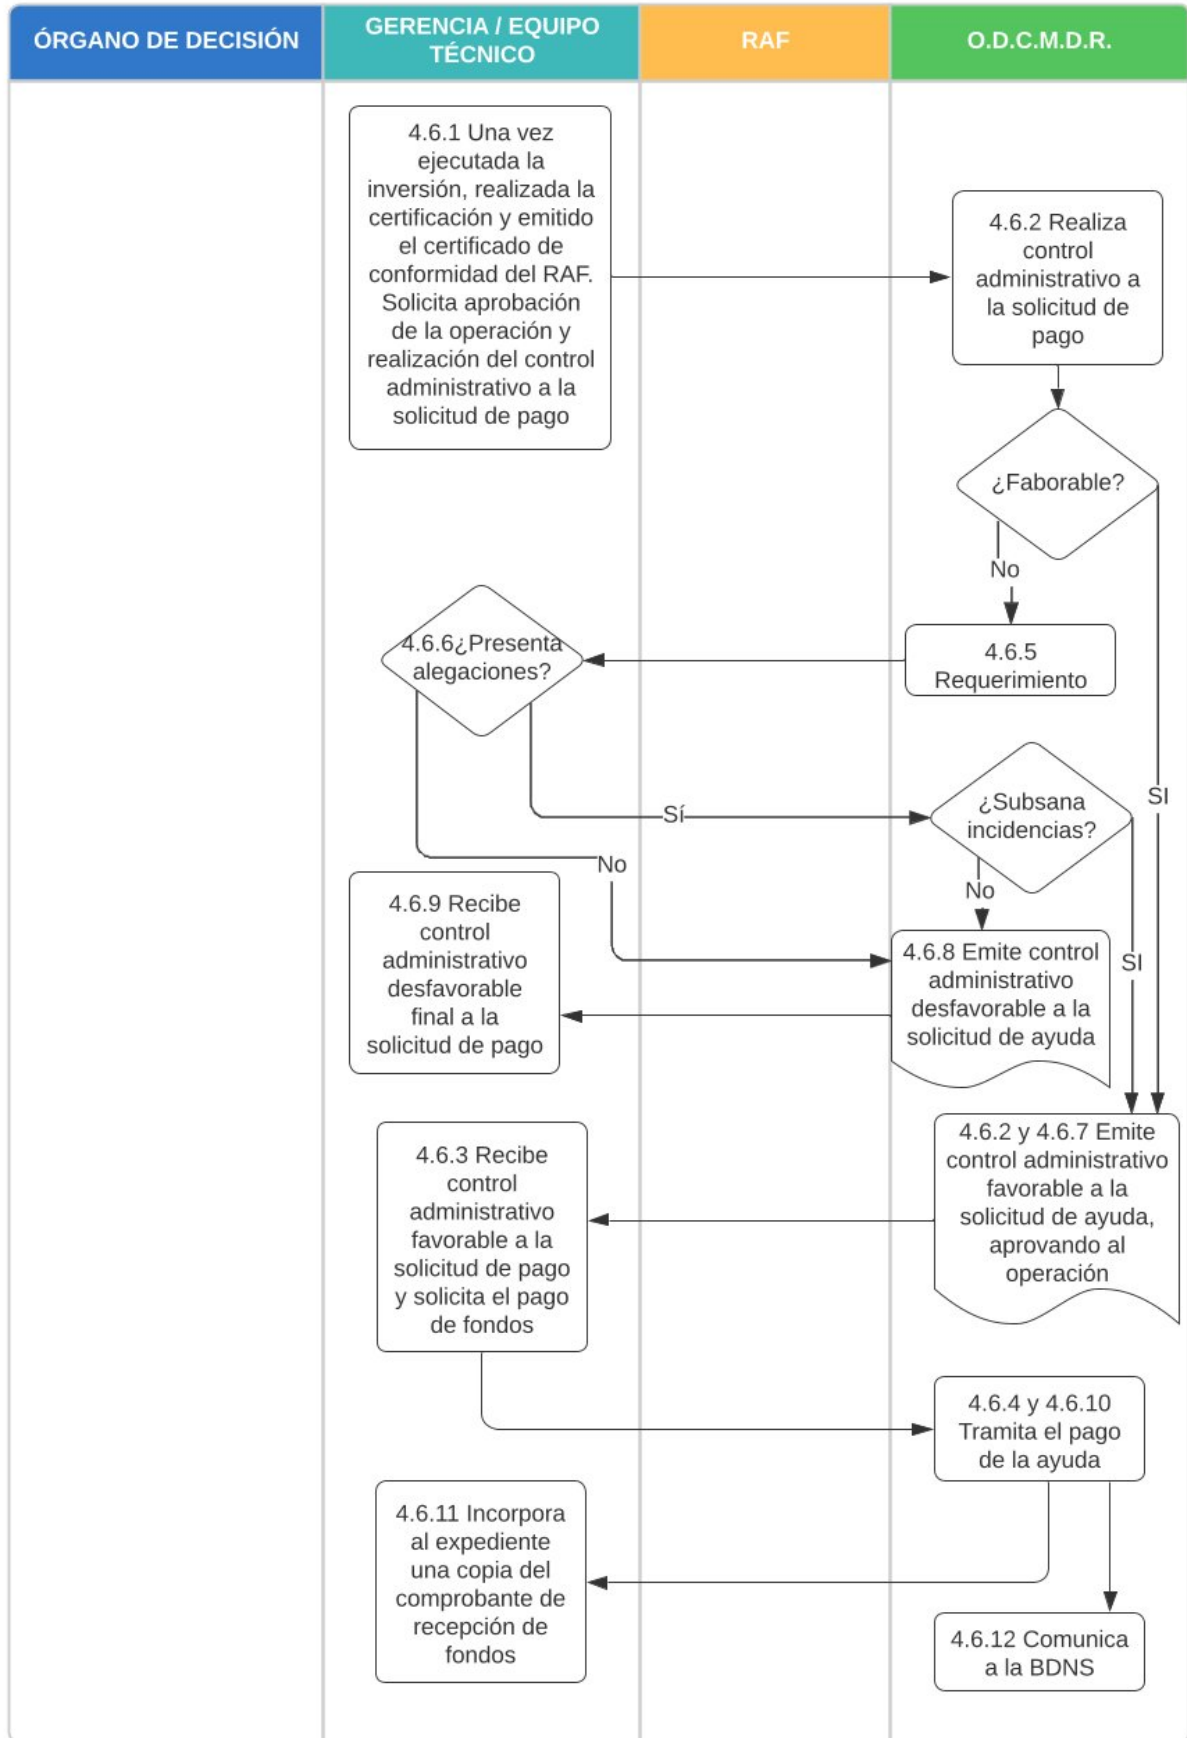 ÓRGANO DE DECISIÓN
GERENCIA / EQUIPO
TÉCNICO
RAF
O.D.C.M.D.R.
4.6.1 Una vez
ejecutada la
inversión, realizada la
certificación y emitido
el certificado de
conformidad del RAF.
Solicita aprobación
de la operación y
realización del control
administrativo a la
solicitud de pago
4.6.2 Realiza
control
administrativo a
la solicitud de
pago
¿Faborable?
No
SI
4.6.5
Requerimiento
4.6.6¿Presenta
alegaciones?
Sí
No
¿Subsana
incidencias?
No
SI
4.6.8 Emite control
administrativo
desfavorable a la
solicitud de ayuda
4.6.9 Recibe
control
administrativo
desfavorable
final a la
solicitud de pago
4.6.2 y 4.6.7 Emite
control administrativo
favorable a la
solicitud de ayuda,
aprovando al
operación
4.6.3 Recibe
control
administrativo
favorable a la
solicitud de pago
y solicita el pago
de fondos
4.6.4 y 4.6.10
Tramita el pago
de la ayuda
4.6.11 Incorpora
al expediente
una copia del
comprobante de
recepción de
fondos
4.6.12 Comunica
a la BDNS